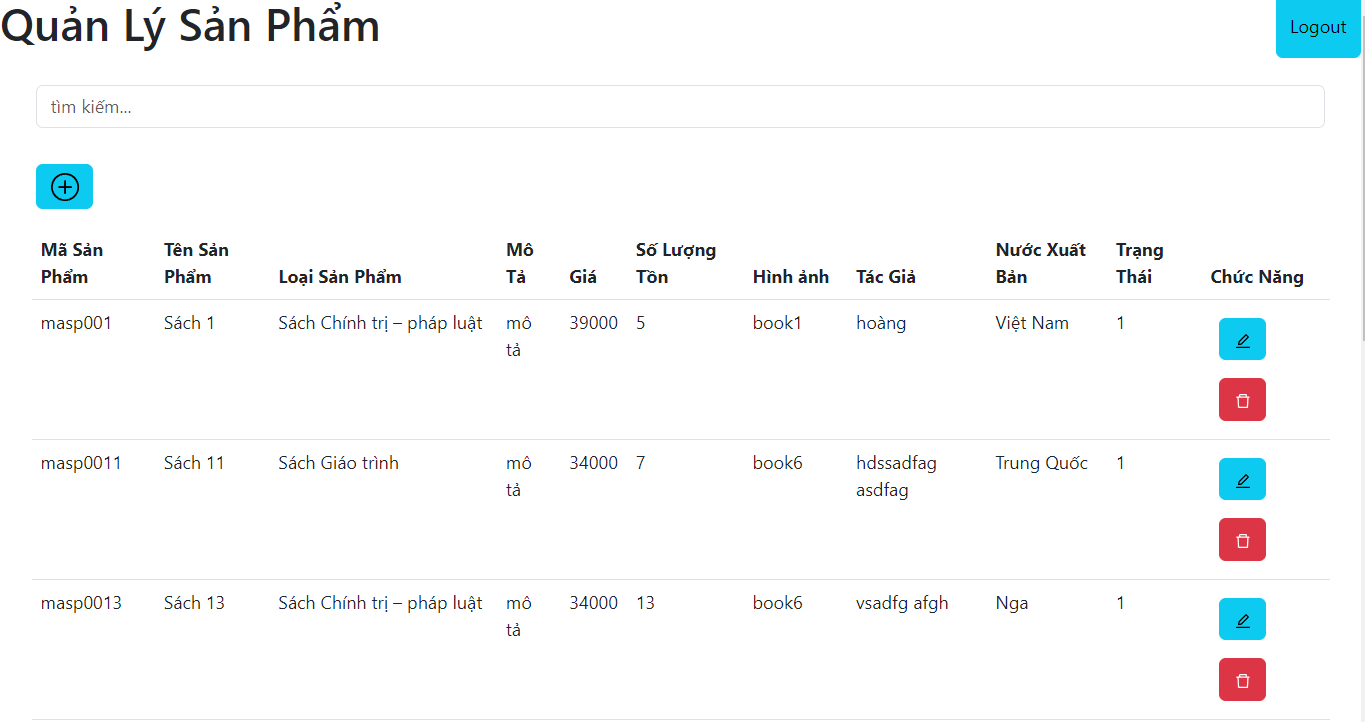 Quản Lý Sản Phẩm
Logout
tìm kiếm...
Mã Sản Phẩm Tên Sản Phẩm Loại Sản Phẩm Mô Tả Giá Số Lượng Tồn Hình ảnh Tác Giả Nước Xuất Bản Trạng Thái Chức Năng
masp001 Sách 1 Sách Chính trị – pháp luật mô tả 39000 5 book1 hoàng Việt Nam 1
masp0011 Sách 11 Sách Giáo trình mô tả 34000 7 book6 hdssadfag asdfag Trung Quốc 1
masp0013 Sách 13 Sách Chính trị – pháp luật mô tả 34000 13 book6 vsadfg afgh Nga 1